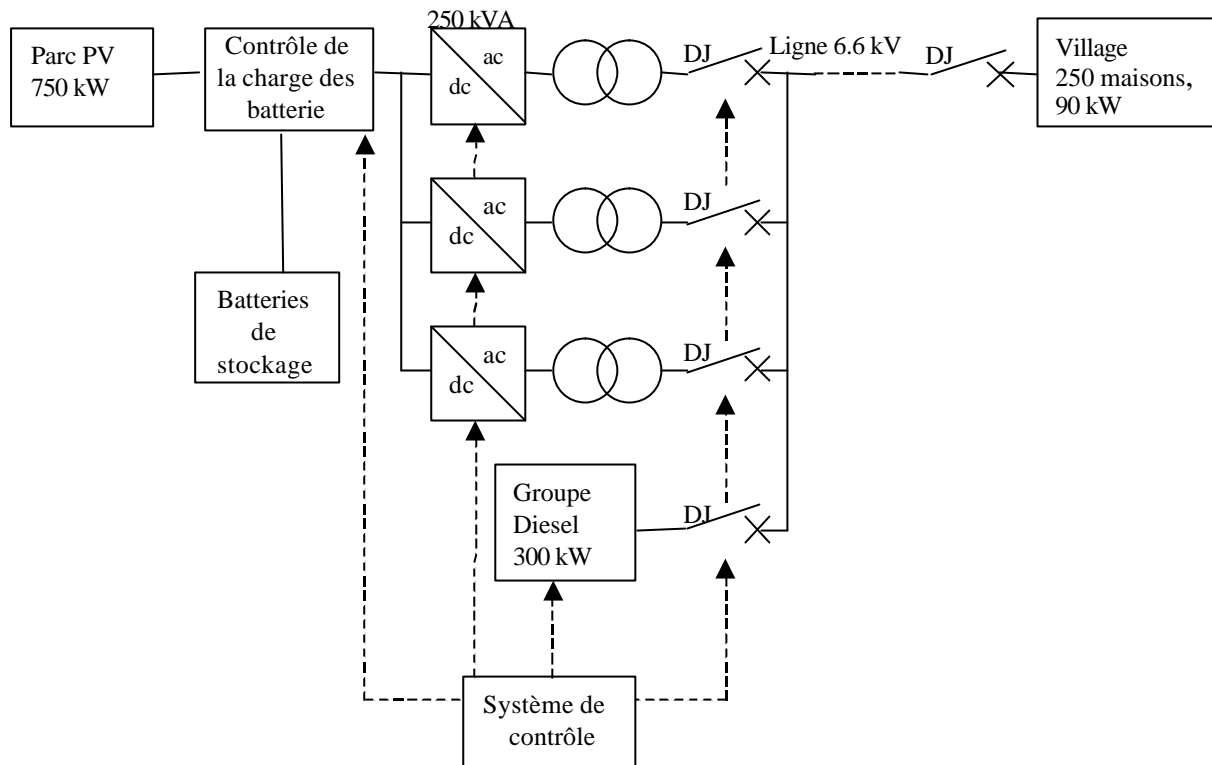 250 kVA
Parc PV
750 kW
Contrôle de
la charge des
batterie
ac
dc
DJ
Ligne 6.6 kV
DJ
Village
250 maisons,
90 kW
ac
dc
DJ
Batteries
de
stockage
ac
dc
DJ
Groupe
Diesel
300 kW
DJ
Système de
contrôle